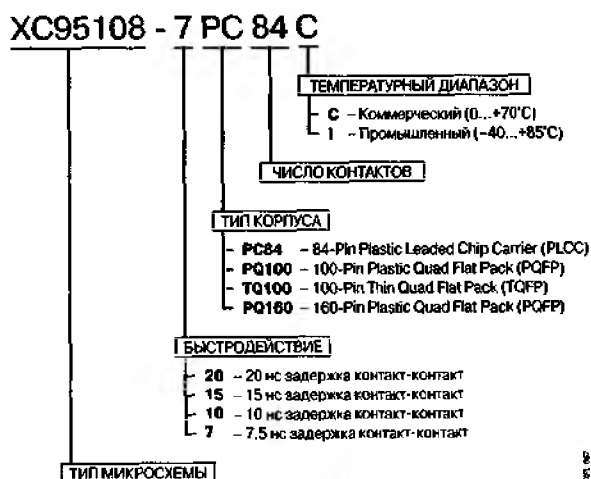 XC95108 - 7 PC 84 C
ТЕМПЕРАТУРНЫЙ ДИАПАЗОН
C – Коммерческий (0...+70°C)
I – Промышленный (−40...+85°C)
ЧИСЛО КОНТАКТОВ
ТИП КОРПУСА
PC84 – 84-Pin Plastic Leaded Chip Carrier (PLCC)
PQ100 – 100-Pin Plastic Quad Flat Pack (PQFP)
TQ100 – 100-Pin Thin Quad Flat Pack (TQFP)
PQ160 – 160-Pin Plastic Quad Flat Pack (PQFP)
БЫСТРОДЕЙСТВИЕ
20 – 20 нс задержка контакт-контакт
15 – 15 нс задержка контакт-контакт
10 – 10 нс задержка контакт-контакт
7 – 7.5 нс задержка контакт-контакт
ТИП МИКРОСХЕМЫ